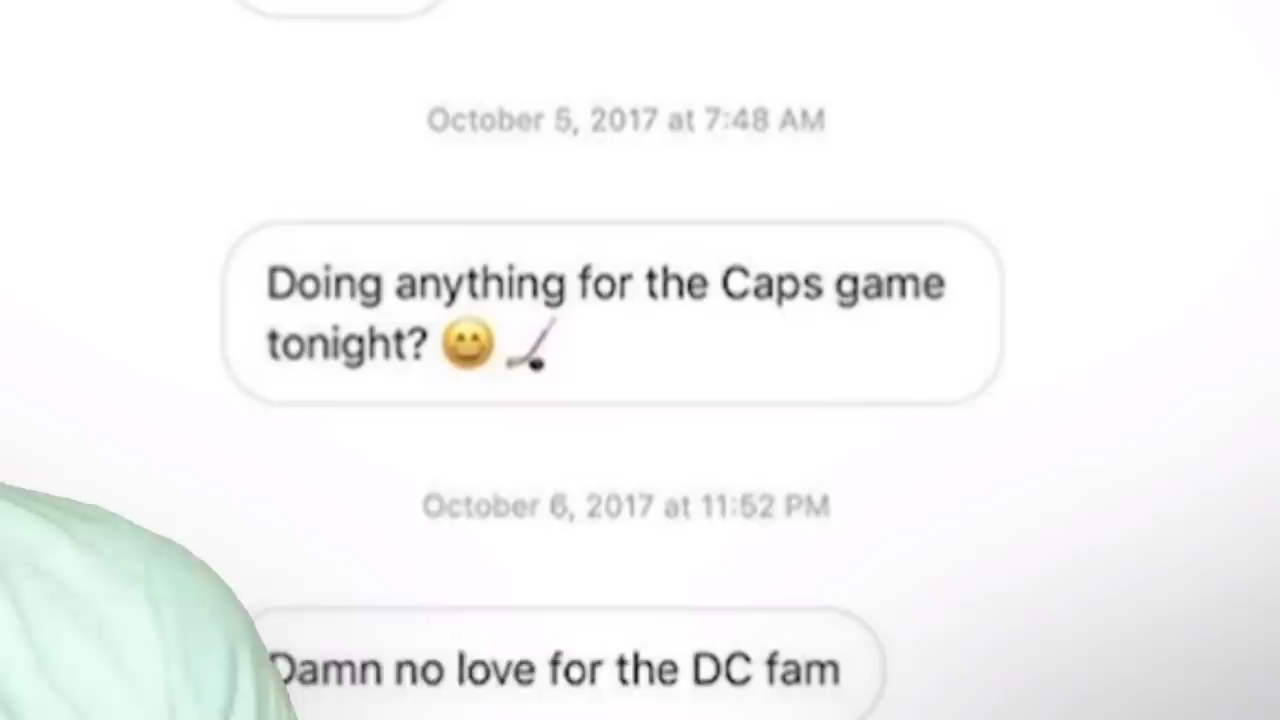 October 5, 2017 at 7:48 AM
Doing anything for the Caps game
tonight? 😊🏒
October 6, 2017 at 11:52 PM
Damn no love for the DC fam